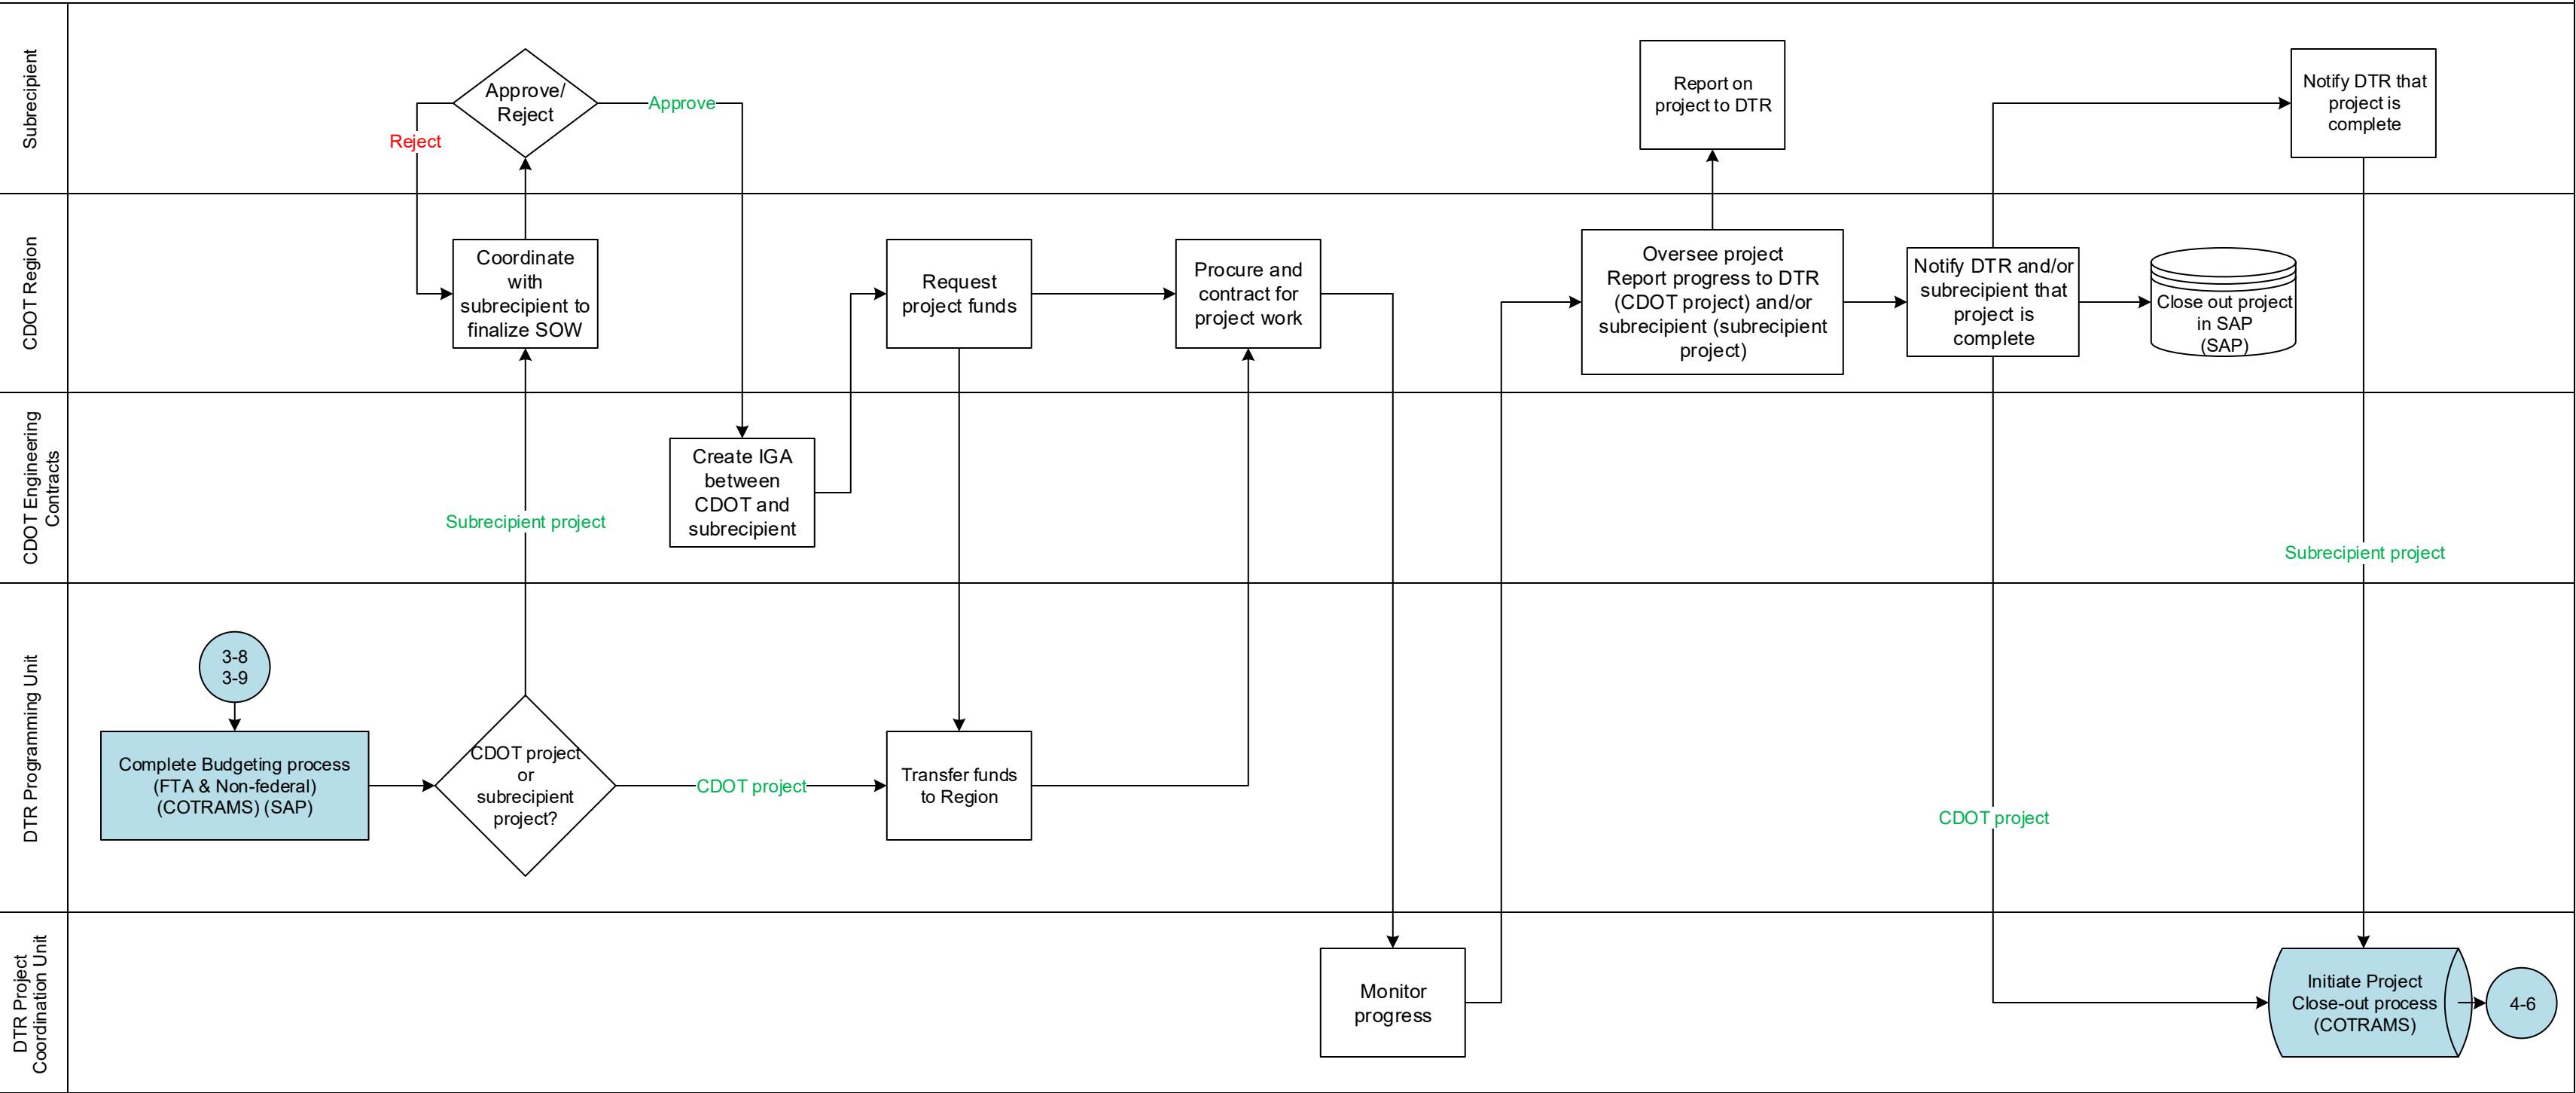 Subrecipient
Approve/
Reject
Approve
Reject
Report on
project to DTR
Notify DTR that
project is
complete
CDOT Region
Coordinate
with
subrecipient to
finalize SOW
Request
project funds
Procure and
contract for
project work
Oversee project
Report progress to DTR
(CDOT project) and/or
subrecipient (subrecipient
project)
Notify DTR and/or
subrecipient that
project is
complete
Close out project
in SAP
(SAP)
CDOT Engineering
Contracts
Subrecipient project
Create IGA
between
CDOT and
subrecipient
Subrecipient project
DTR Programming Unit
3-8
3-9
Complete Budgeting process
(FTA & Non-federal)
(COTRAMS) (SAP)
CDOT project
or
subrecipient
project?
CDOT project
Transfer funds
to Region
CDOT project
DTR Project
Coordination Unit
Monitor
progress
Initiate Project
Close-out process
(COTRAMS)
4-6